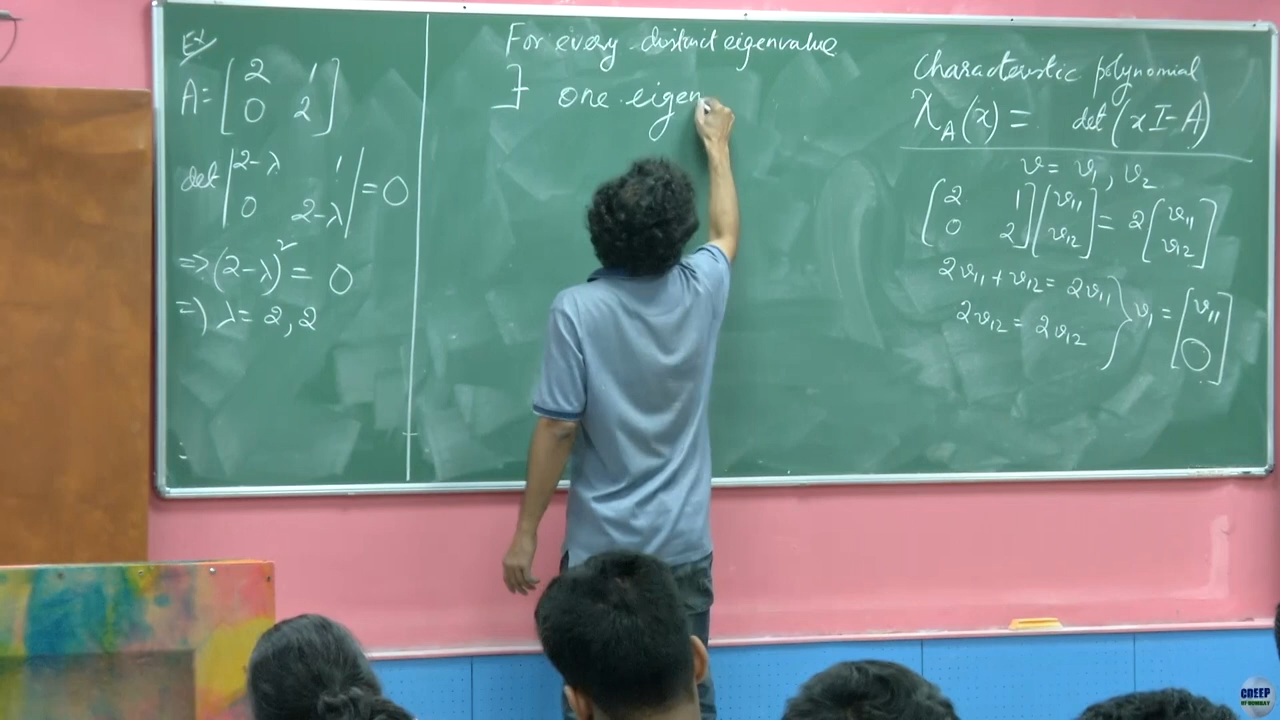 Ex
A = [2 1
0 2]
det |2-λ 1
0 2-λ| = 0
=> (2-λ)² = 0
=> λ = 2, 2
For every distinct eigenvalue
∃ one eigen
Characteristic polynomial
χ_A(x) = det(xI-A)
v = v₁, v₂
[2 1
0 2] [v₁₁
v₁₂] = 2 [v₁₁
v₁₂]
2v₁₁ + v₁₂ = 2v₁₁
2v₁₂ = 2v₁₂
} v₁ = [v₁₁
0]
CDEEP
IIT BOMBAY